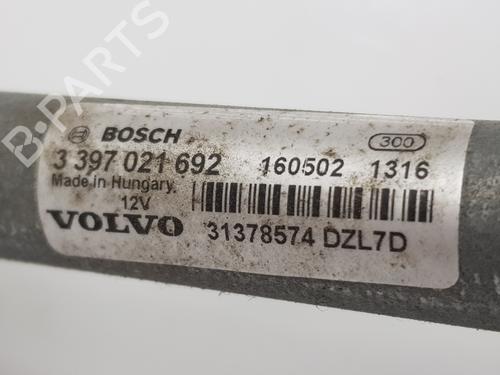 BOSCH
300
3 397 021 692 160502 1316
Made in Hungary.
12V
VOLVO 31378574 DZL7D
B-PARTS